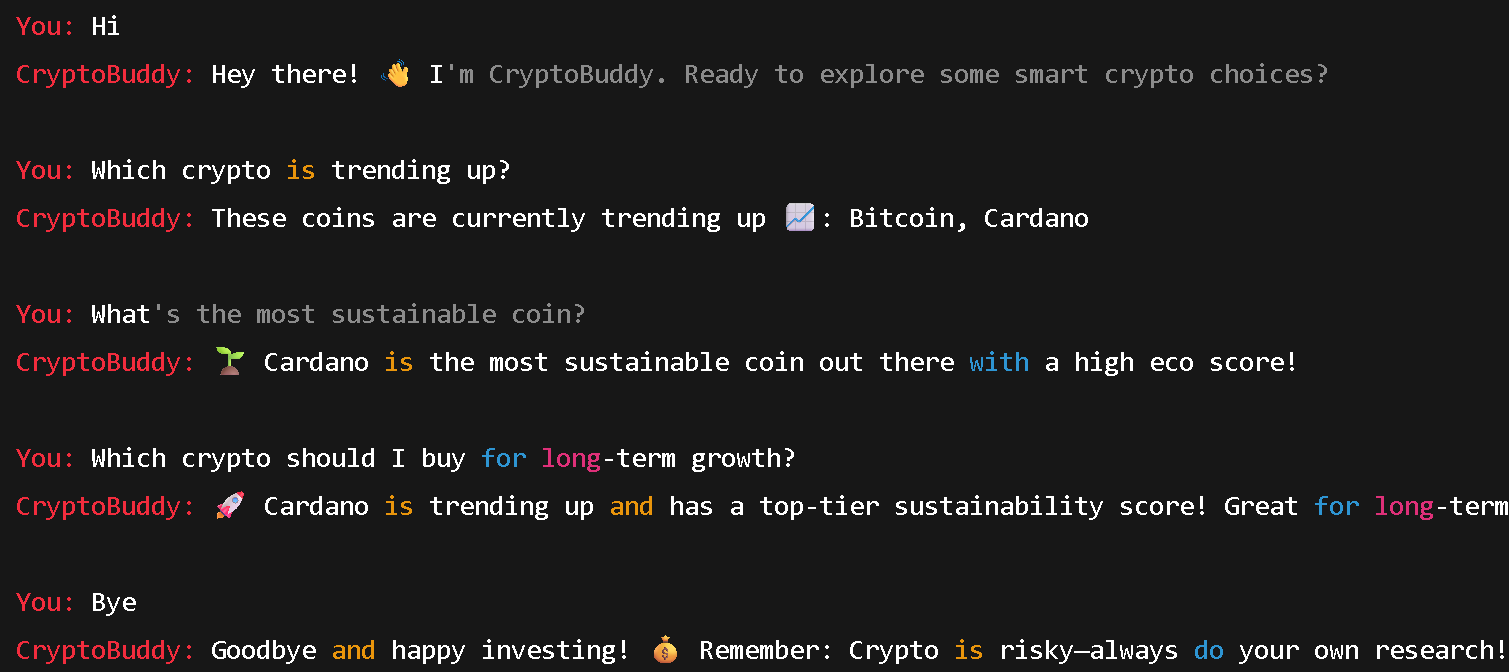 You: Hi
CryptoBuddy: Hey there! 👋 I'm CryptoBuddy. Ready to explore some smart crypto choices?
You: Which crypto is trending up?
CryptoBuddy: These coins are currently trending up 📈: Bitcoin, Cardano
You: What's the most sustainable coin?
CryptoBuddy: 🌱 Cardano is the most sustainable coin out there with a high eco score!
You: Which crypto should I buy for long-term growth?
CryptoBuddy: 🚀 Cardano is trending up and has a top-tier sustainability score! Great for long-term
You: Bye
CryptoBuddy: Goodbye and happy investing! 💰 Remember: Crypto is risky—always do your own research!